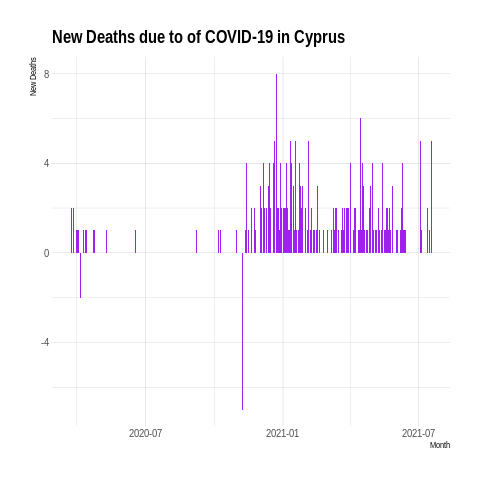 New Deaths due to of COVID-19 in Cyprus
New Deaths
8
4
0
-4
2020-07
2021-01
2021-07
Month